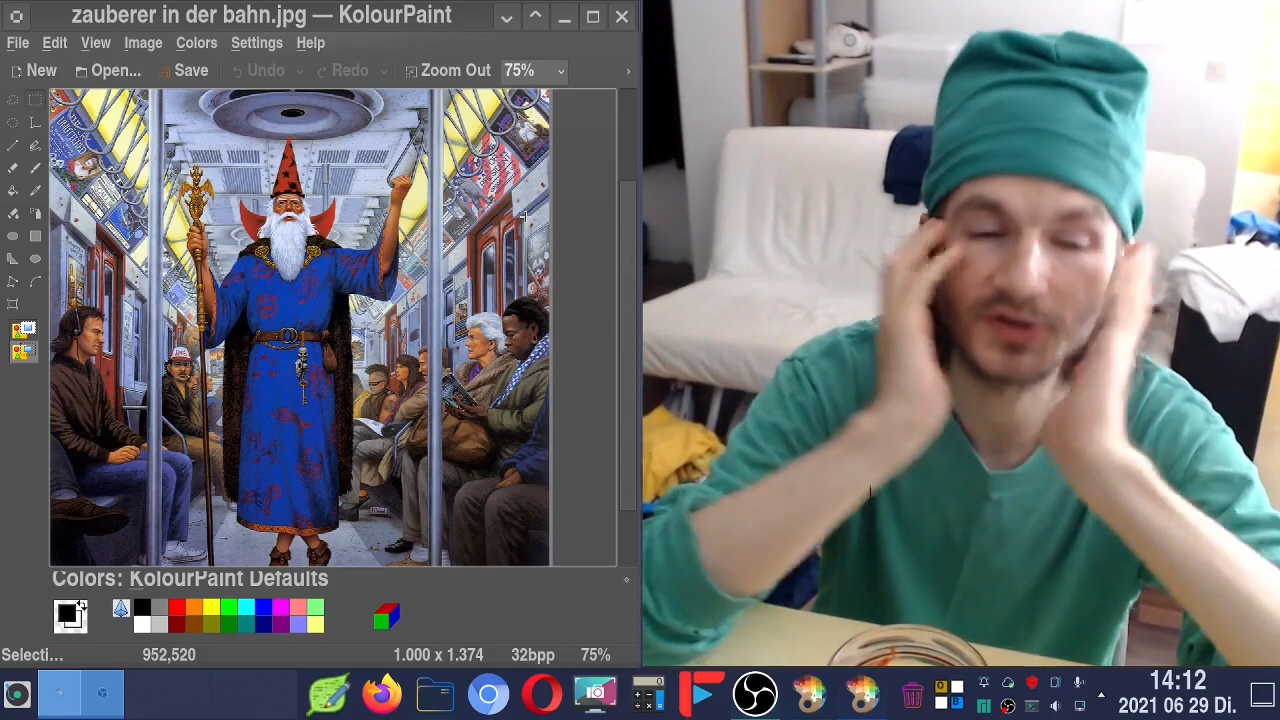 zauberer in der bahn.jpg — KolourPaint
File Edit View Image Colors Settings Help
New Open... Save Undo Redo Zoom Out 75%
Colors: KolourPaint Defaults
Selecti... 952,520 1.000 x 1.374 32bpp 75%
14:12
2021 06 29 Di.